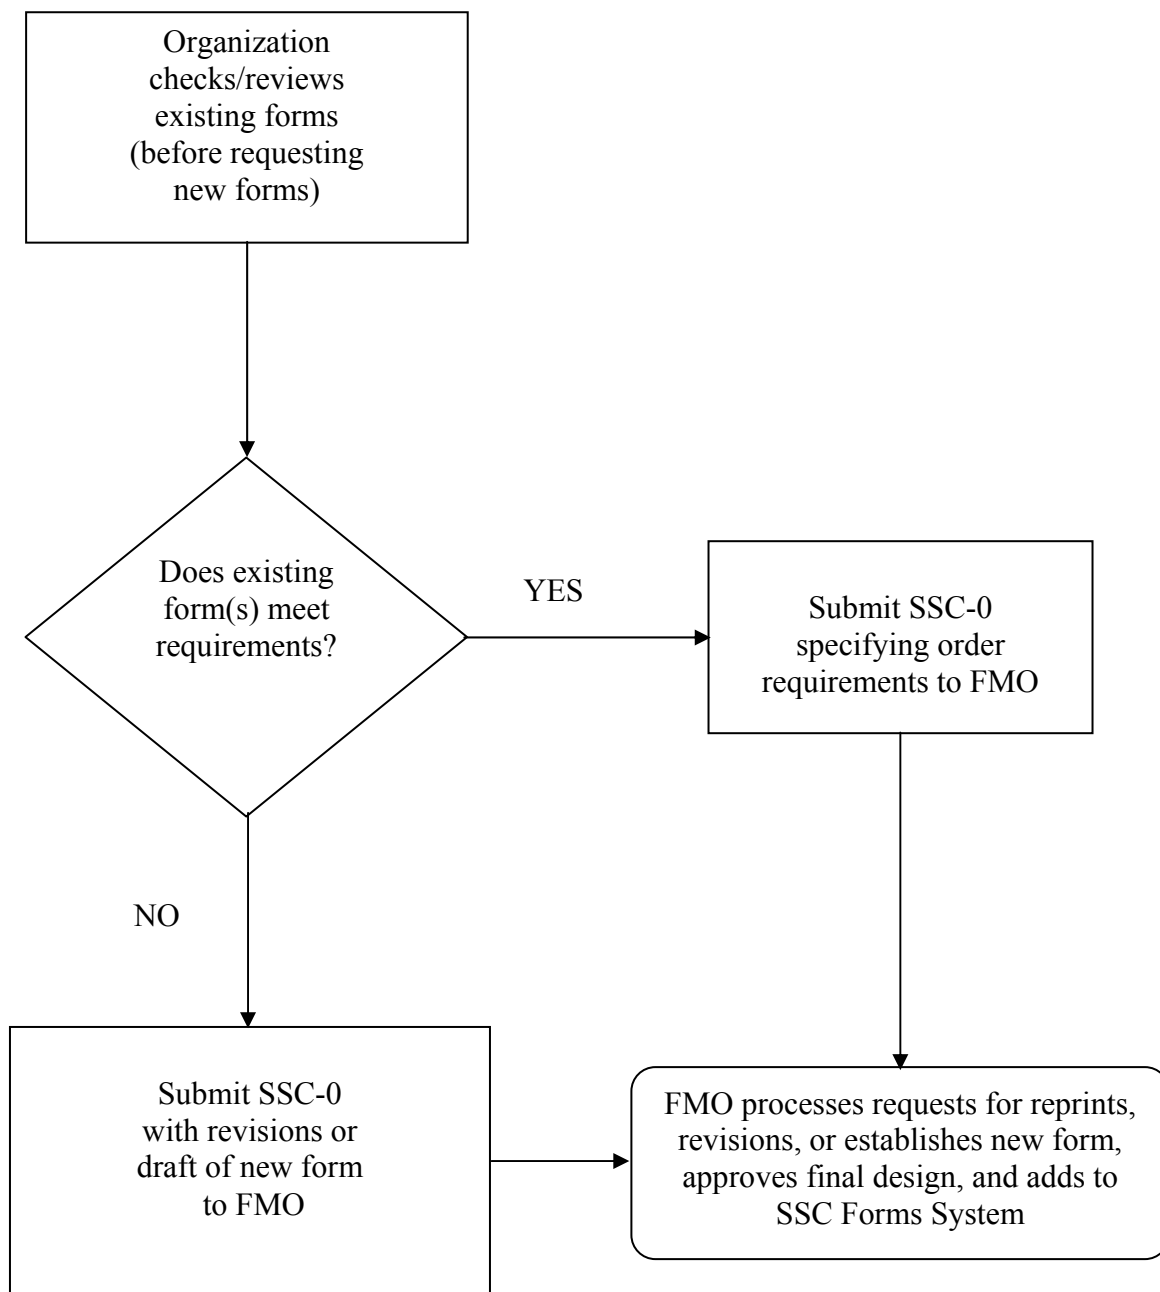 Organization
checks/reviews
existing forms
(before requesting
new forms)
Does existing
form(s) meet
requirements?
YES
Submit SSC-0
specifying order
requirements to FMO
NO
Submit SSC-0
with revisions or
draft of new form
to FMO
FMO processes requests for reprints,
revisions, or establishes new form,
approves final design, and adds to
SSC Forms System